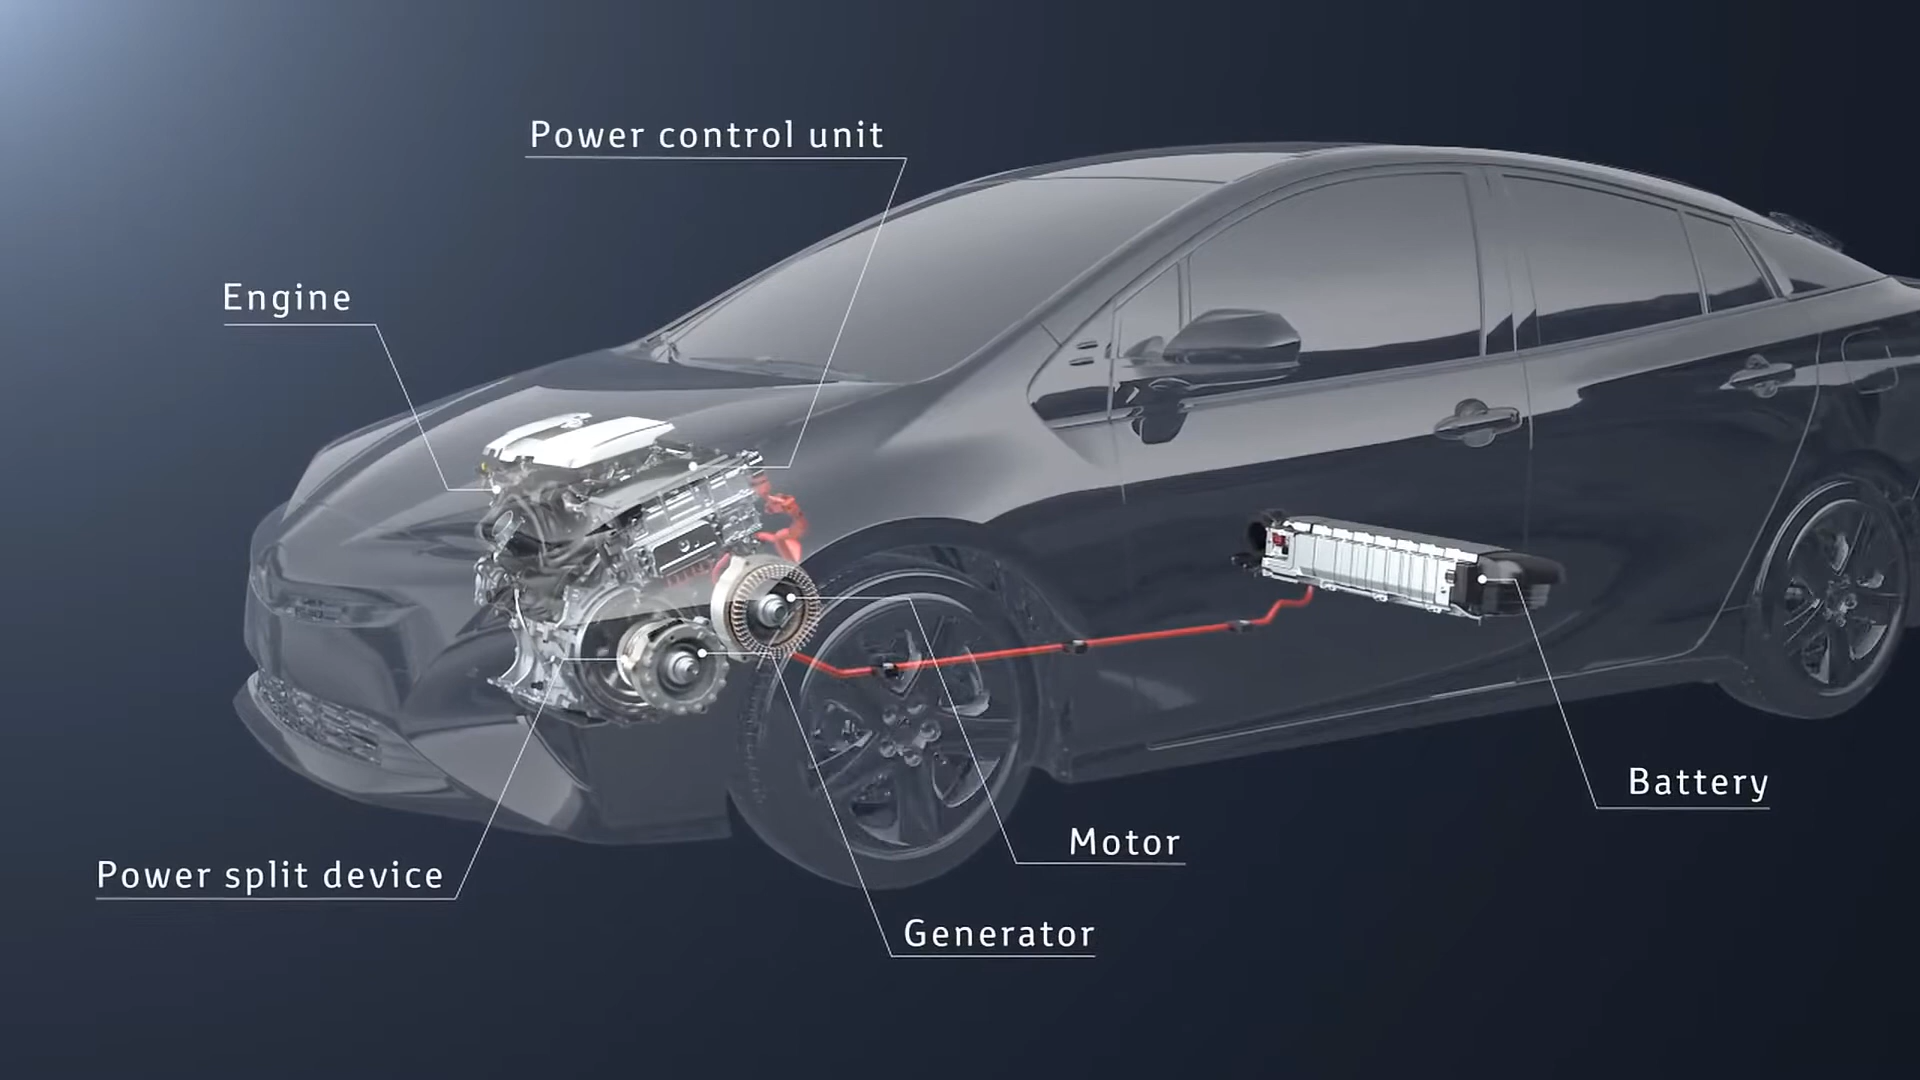 Power control unit
Engine
Battery
Motor
Power split device
Generator